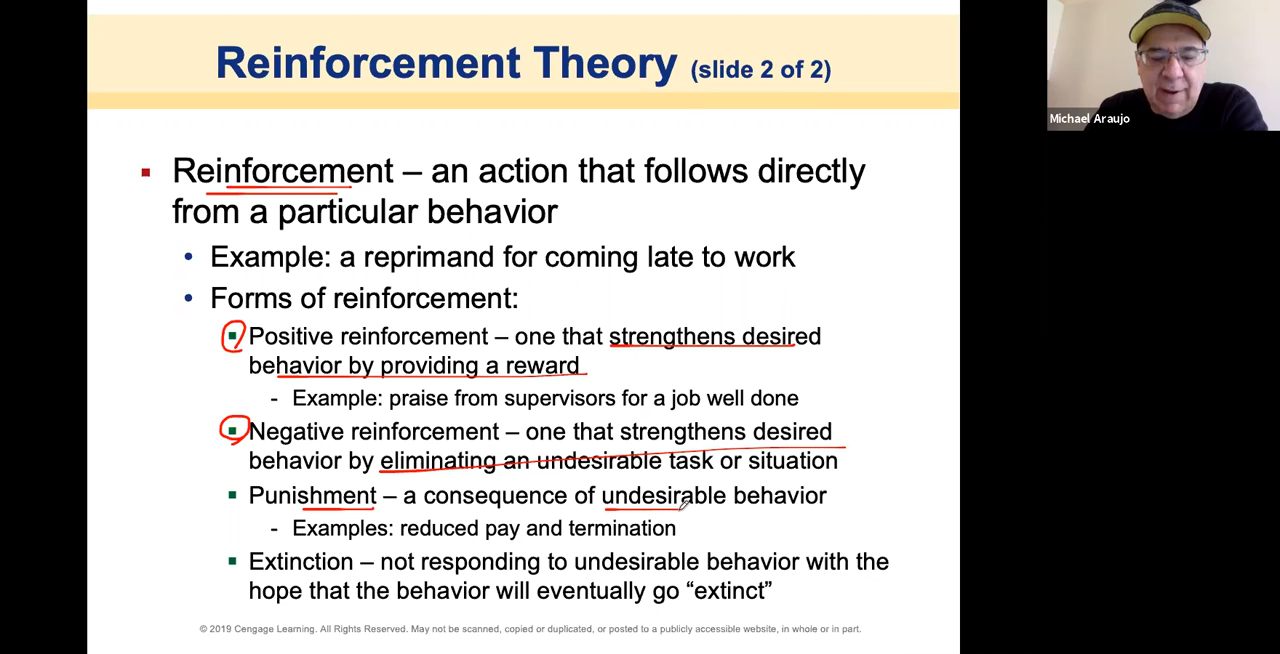 Reinforcement Theory (slide 2 of 2)
Michael Araujo
▪ Reinforcement – an action that follows directly
from a particular behavior
• Example: a reprimand for coming late to work
• Forms of reinforcement:
▪ Positive reinforcement – one that strengthens desired
behavior by providing a reward
- Example: praise from supervisors for a job well done
▪ Negative reinforcement – one that strengthens desired
behavior by eliminating an undesirable task or situation
▪ Punishment – a consequence of undesirable behavior
- Examples: reduced pay and termination
▪ Extinction – not responding to undesirable behavior with the
hope that the behavior will eventually go “extinct”
© 2019 Cengage Learning. All Rights Reserved. May not be scanned, copied or duplicated, or posted to a publicly accessible website, in whole or in part.